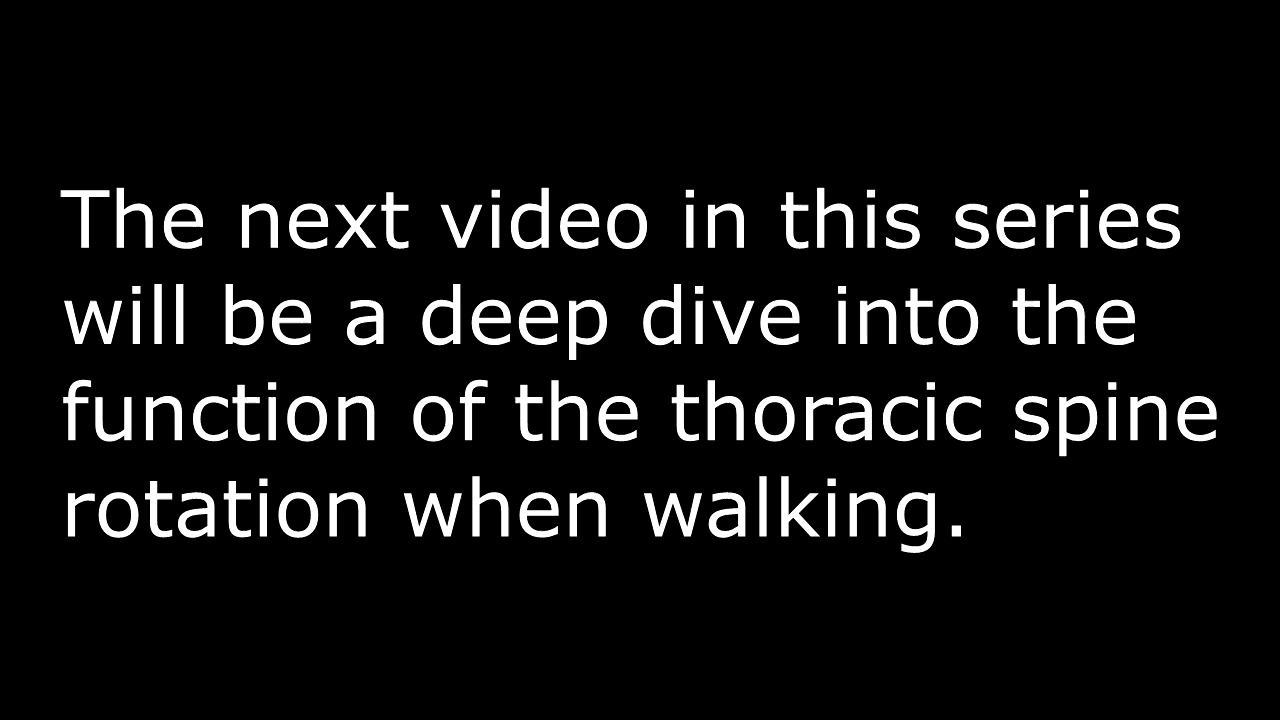 The next video in this series
will be a deep dive into the
function of the thoracic spine
rotation when walking.